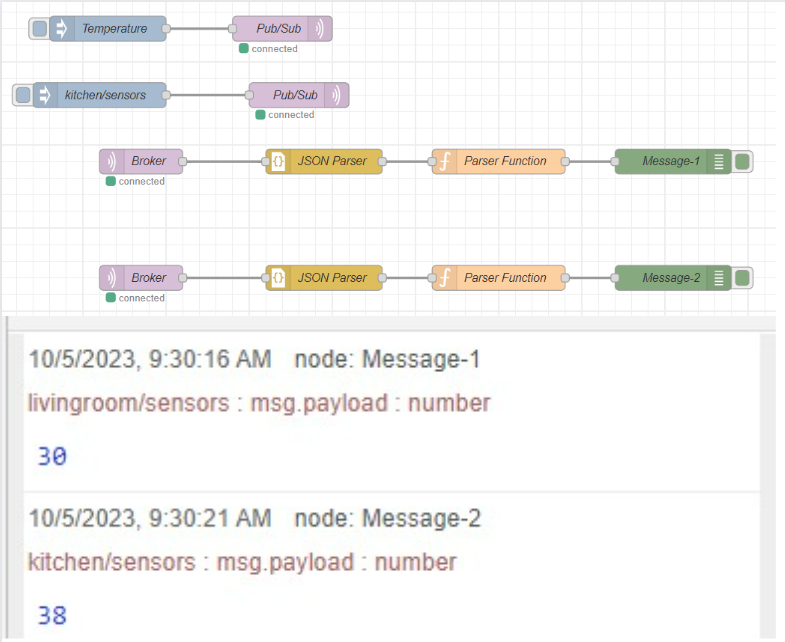 Temperature Pub/Sub
connected
kitchen/sensors Pub/Sub
connected
Broker JSON Parser Parser Function Message-1
connected
Broker JSON Parser Parser Function Message-2
connected
10/5/2023, 9:30:16 AM node: Message-1
livingroom/sensors : msg.payload : number
30
10/5/2023, 9:30:21 AM node: Message-2
kitchen/sensors : msg.payload : number
38